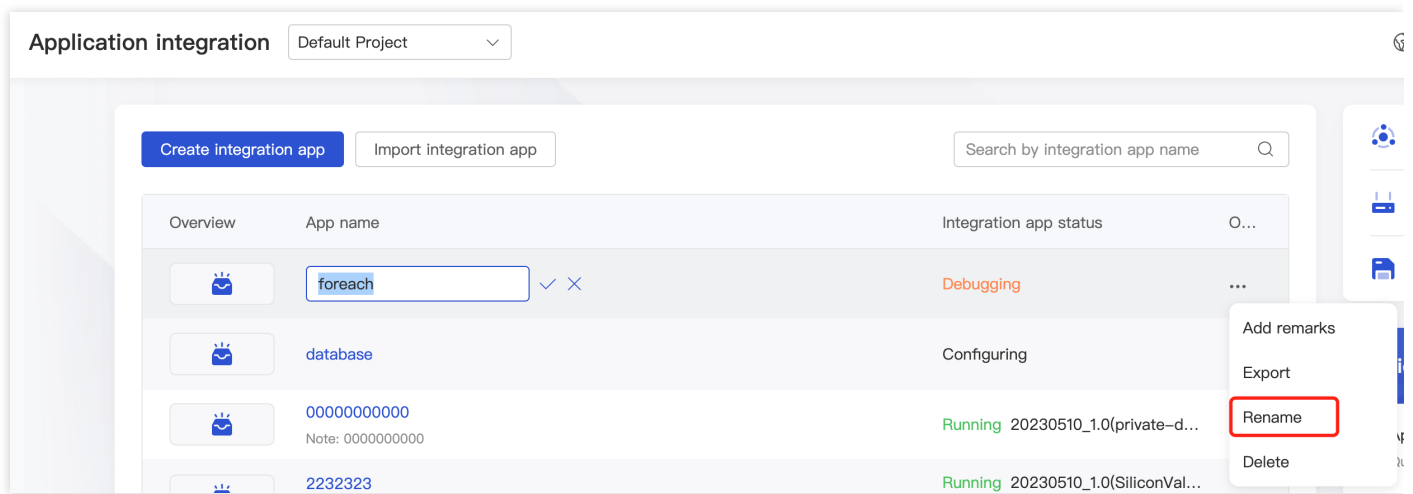 Application integration Default Project
Create integration app Import integration app Search by integration app name
Overview App name Integration app status O...
foreach Debugging ...
Add remarks
database Configuring
Export
00000000000
Note: 0000000000
Running 20230510_1.0(private-d...
Rename
Delete
2232323 Running 20230510_1.0(SiliconVal...